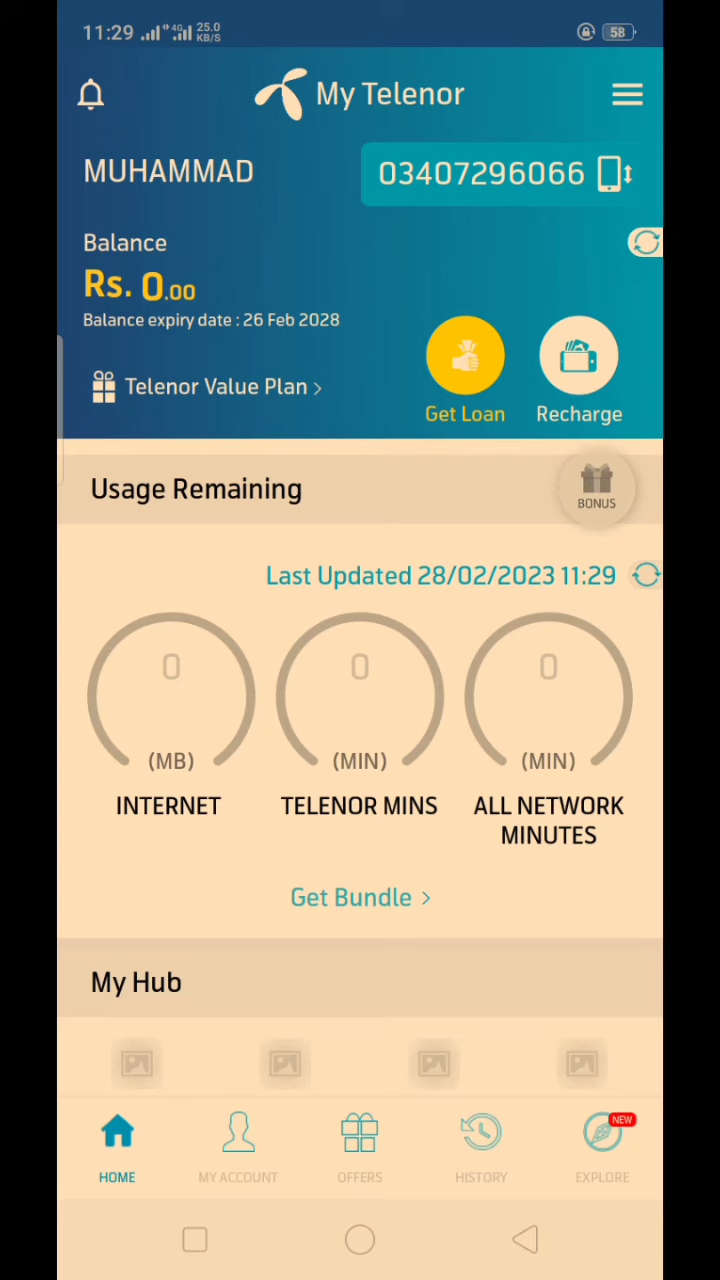 11:29 4G 25.0 KB/S 58
My Telenor
MUHAMMAD 03407296066
Balance
Rs. 0.00
Balance expiry date : 26 Feb 2028
Telenor Value Plan >
Get Loan Recharge
Usage Remaining BONUS
Last Updated 28/02/2023 11:29
0 0 0
(MB) (MIN) (MIN)
INTERNET TELENOR MINS ALL NETWORK
MINUTES
Get Bundle >
My Hub
NEW
HOME MY ACCOUNT OFFERS HISTORY EXPLORE